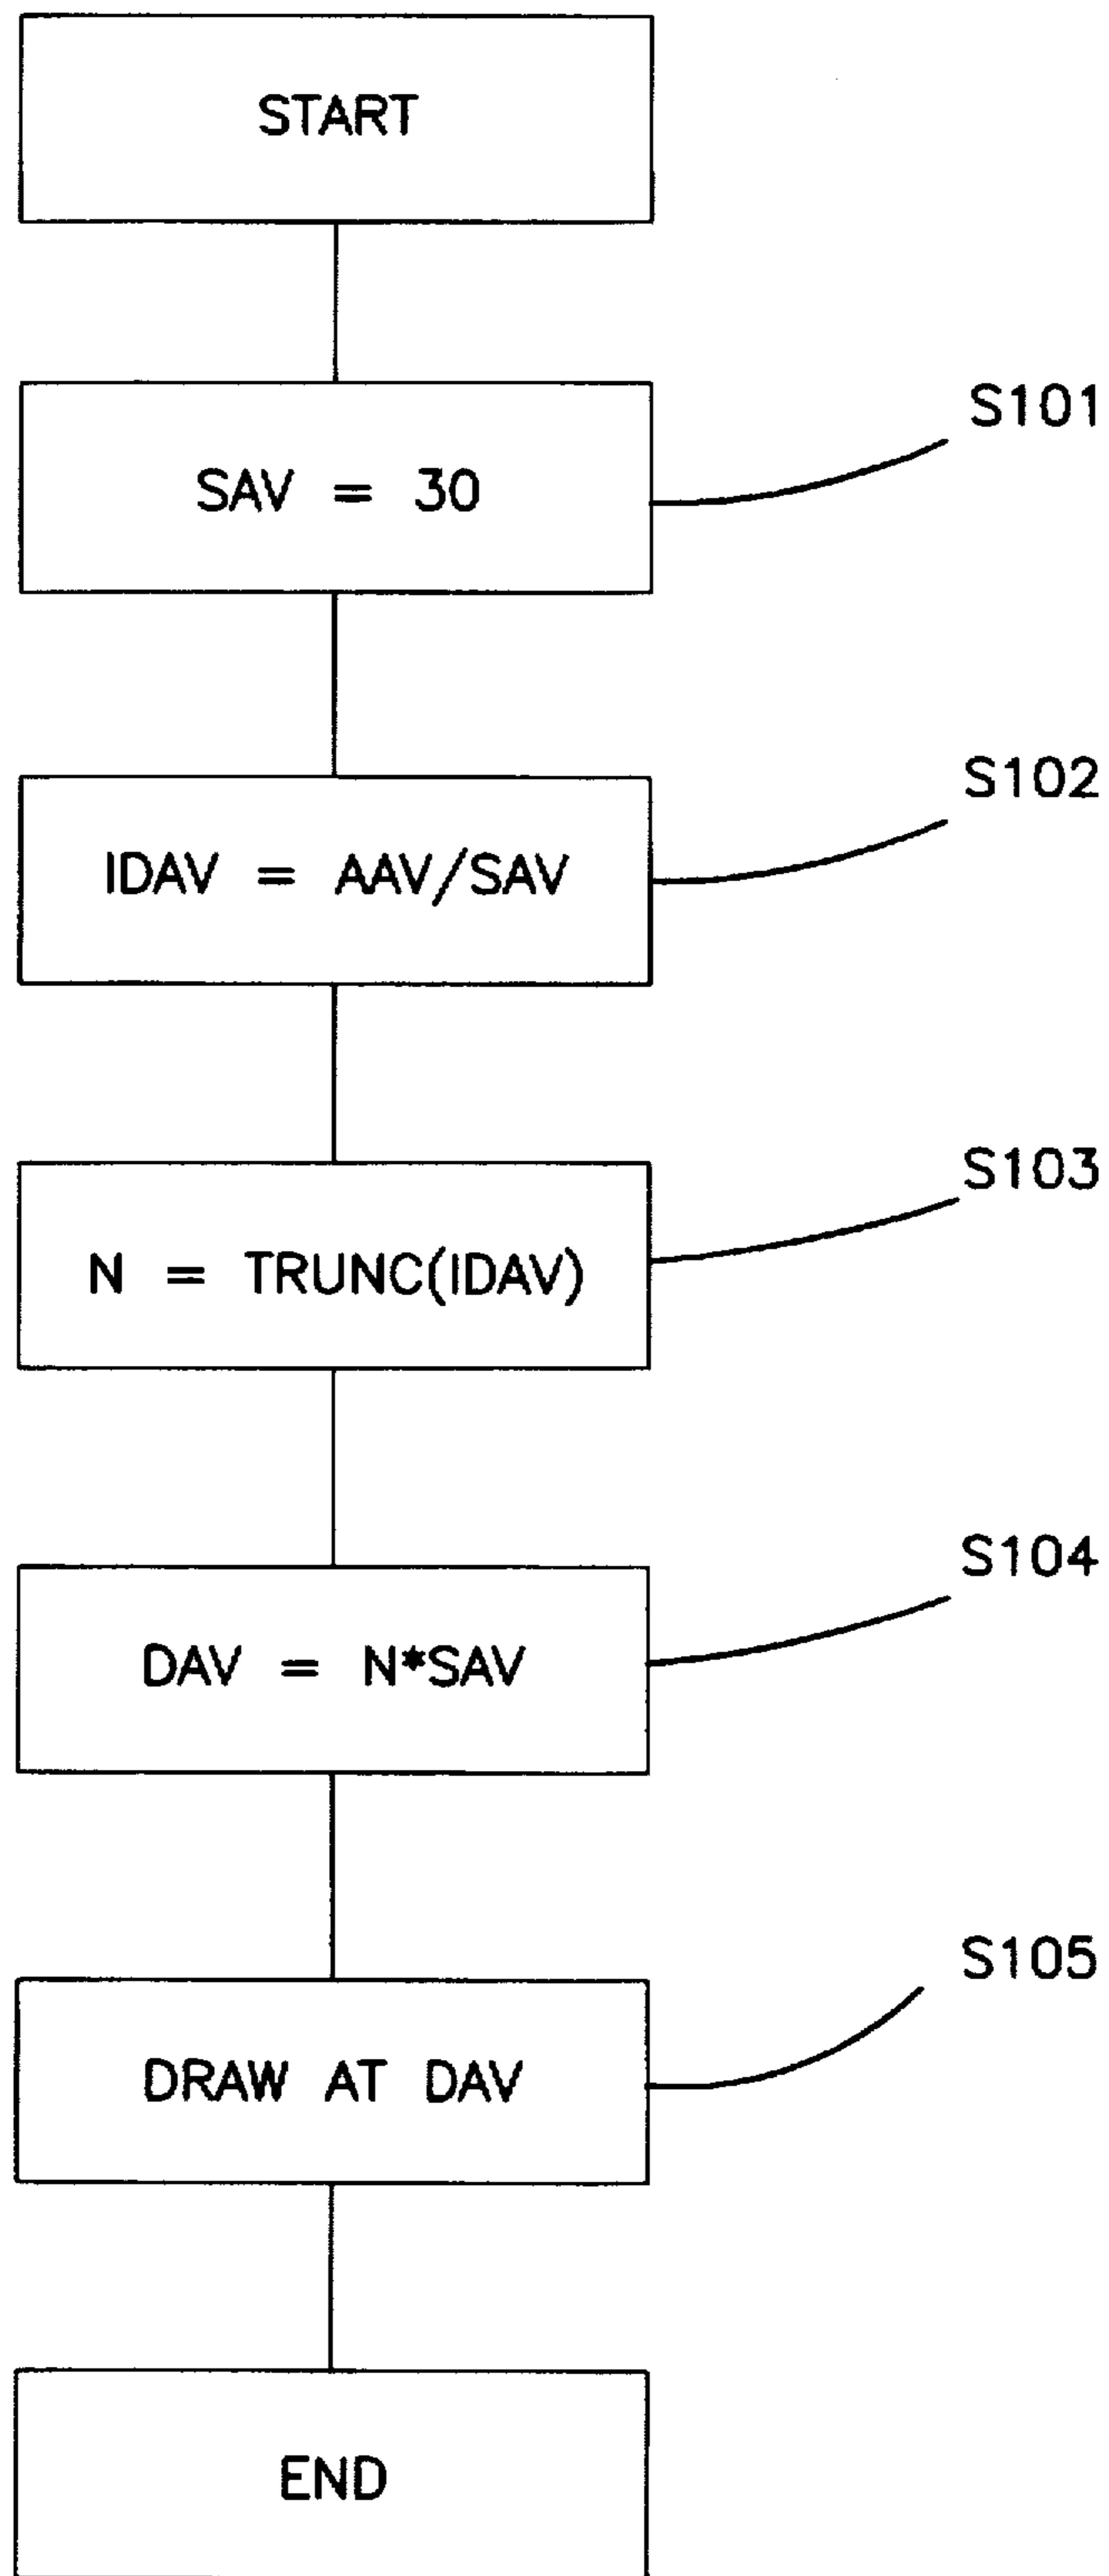 START
SAV = 30
S101
IDAV = AAV/SAV
S102
N = TRUNC(IDAV)
S103
DAV = N*SAV
S104
DRAW AT DAV
S105
END